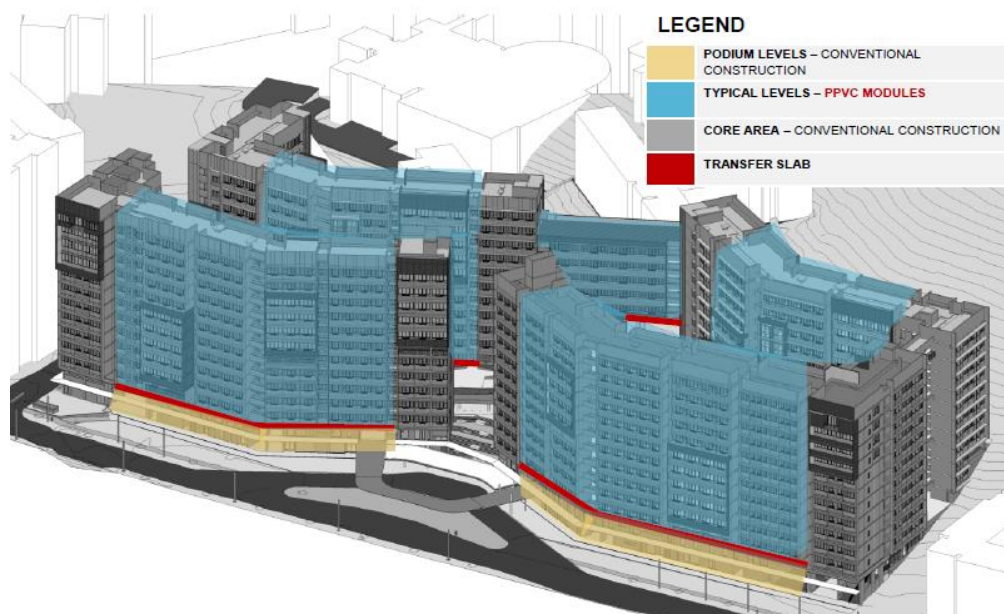 LEGEND
PODIUM LEVELS – CONVENTIONAL
CONSTRUCTION
TYPICAL LEVELS – PPVC MODULES
CORE AREA – CONVENTIONAL CONSTRUCTION
TRANSFER SLAB